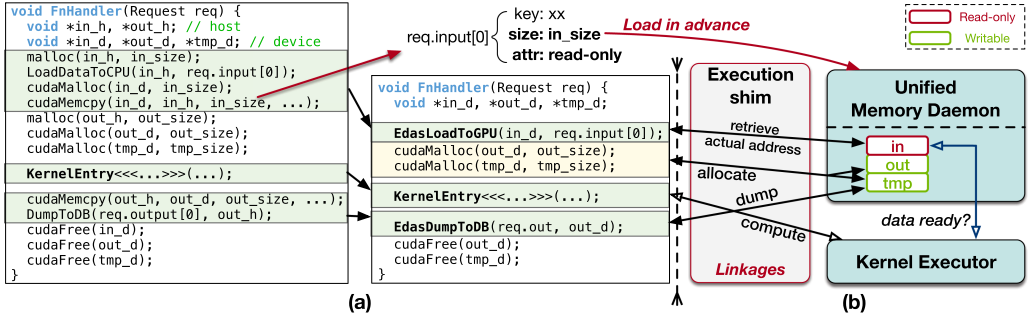 void FnHandler(Request req) {
void *in_h, *out_h; // host
void *in_d, *out_d, *tmp_d; // device
malloc(in_h, in_size);
LoadDataToCPU(in_h, req.input[0]);
cudaMalloc(in_d, in_size);
cudaMemcpy(in_d, in_h, in_size, ...);
malloc(out_h, out_size);
cudaMalloc(out_d, out_size);
cudaMalloc(tmp_d, tmp_size);
KernelEntry<<<...>>>(...);
cudaMemcpy(out_h, out_d, out_size, ...);
DumpToDB(req.output[0], out_h);
cudaFree(in_d);
cudaFree(out_d);
cudaFree(tmp_d);
}
req.input[0]
key: xx
size: in_size
attr: read-only
Load in advance
void FnHandler(Request req) {
void *in_d, *out_d, *tmp_d;
EdasLoadToGPU(in_d, req.input[0]);
cudaMalloc(out_d, out_size);
cudaMalloc(tmp_d, tmp_size);
KernelEntry<<<...>>>(...);
EdasDumpToDB(req.out, out_d);
cudaFree(out_d);
cudaFree(tmp_d);
}
(a)
Execution
shim
retrieve
actual address
allocate
dump
compute
Linkages
Read-only
Writable
Unified
Memory Daemon
in
out
tmp
data ready?
Kernel Executor
(b)